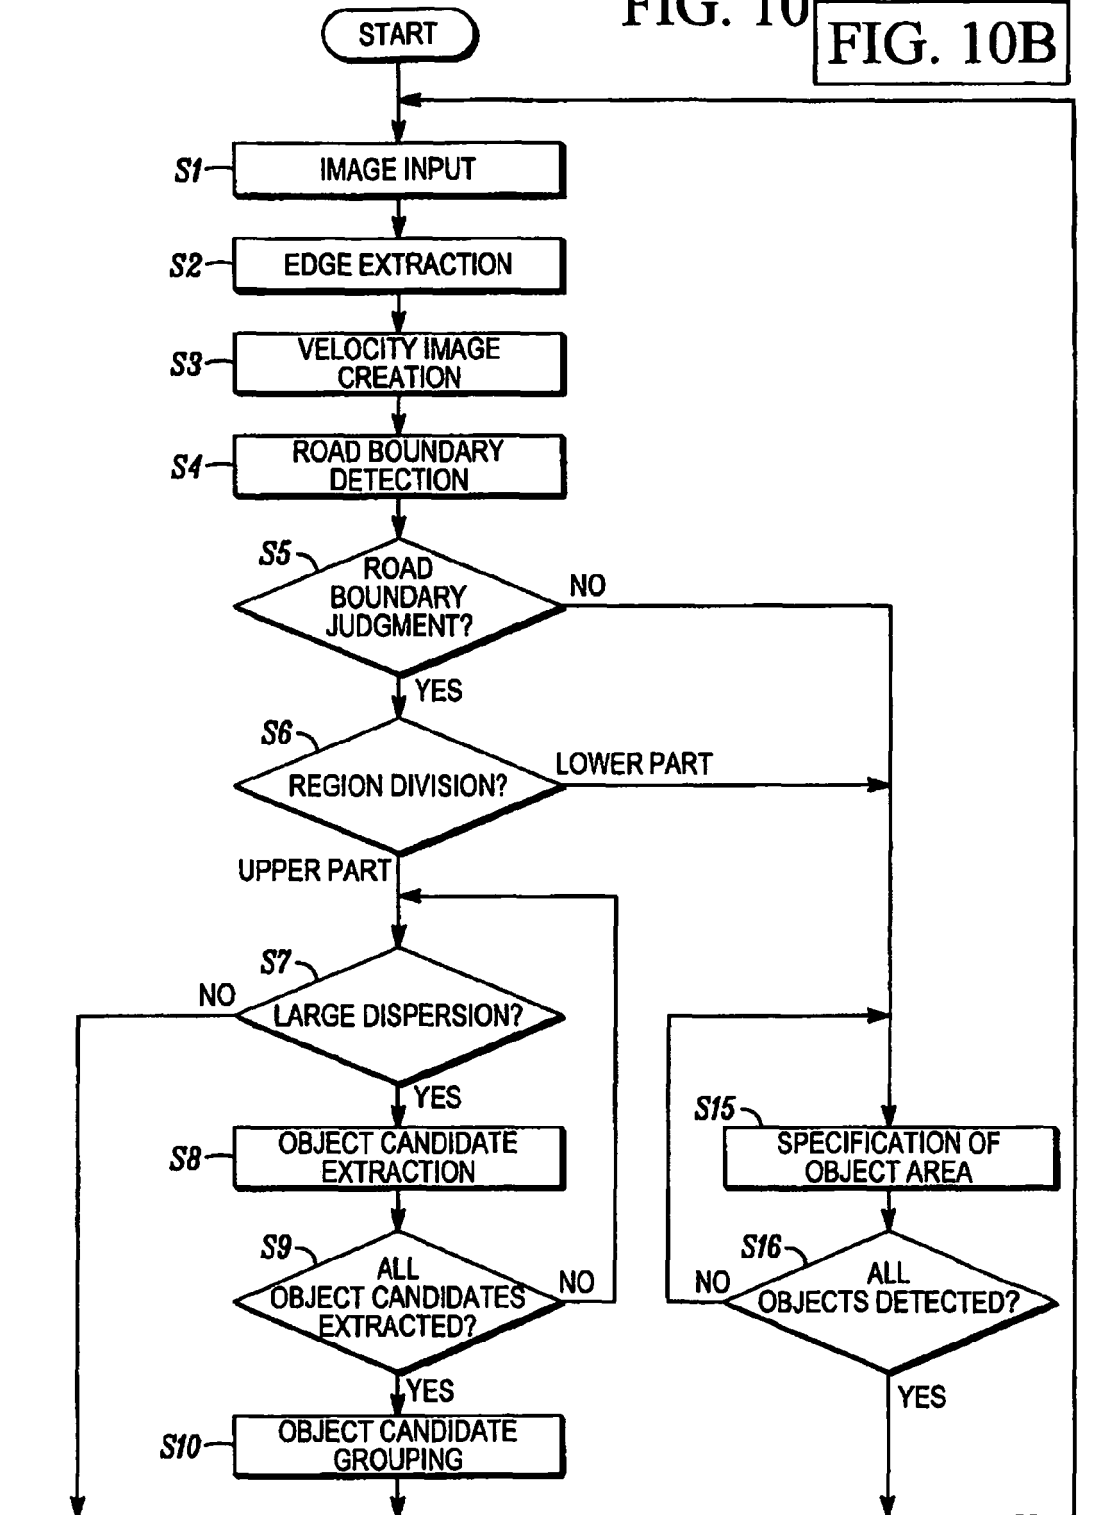 FIG. 10
FIG. 10B
START
S1
IMAGE INPUT
S2
EDGE EXTRACTION
S3
VELOCITY IMAGE
CREATION
S4
ROAD BOUNDARY
DETECTION
S5
ROAD
BOUNDARY
JUDGMENT?
NO
YES
S6
REGION DIVISION?
LOWER PART
UPPER PART
S7
NO
LARGE DISPERSION?
YES
S8
OBJECT CANDIDATE
EXTRACTION
S9
ALL
OBJECT CANDIDATES
EXTRACTED?
NO
YES
S10
OBJECT CANDIDATE
GROUPING
S15
SPECIFICATION OF
OBJECT AREA
S16
ALL
OBJECTS DETECTED?
NO
YES